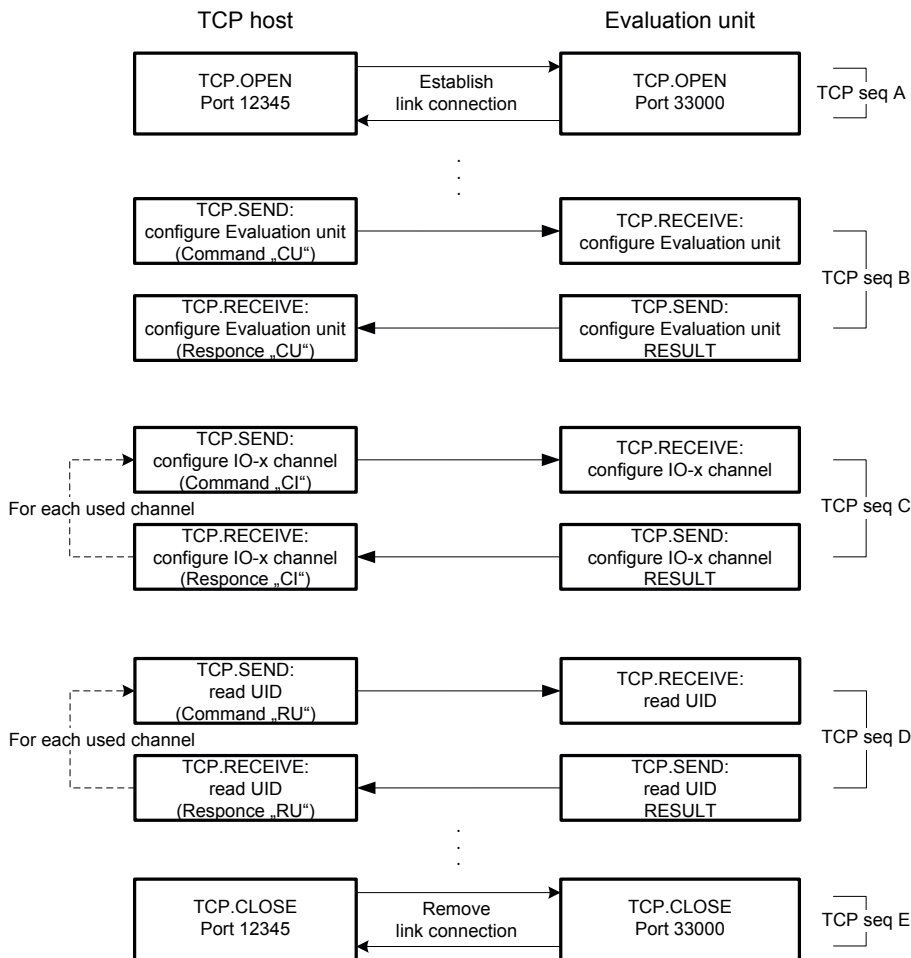 TCP host
Evaluation unit
TCP.OPEN
Port 12345
Establish
link connection
TCP.OPEN
Port 33000
TCP seq A
TCP.SEND:
configure Evaluation unit
(Command „CU“)
TCP.RECEIVE:
configure Evaluation unit
TCP seq B
TCP.RECEIVE:
configure Evaluation unit
(Responce „CU“)
TCP.SEND:
configure Evaluation unit
RESULT
TCP.SEND:
configure IO-x channel
(Command „CI“)
TCP.RECEIVE:
configure IO-x channel
For each used channel
TCP seq C
TCP.RECEIVE:
configure IO-x channel
(Responce „CI“)
TCP.SEND:
configure IO-x channel
RESULT
TCP.SEND:
read UID
(Command „RU“)
TCP.RECEIVE:
read UID
For each used channel
TCP seq D
TCP.RECEIVE:
read UID
(Responce „RU“)
TCP.SEND:
read UID
RESULT
TCP.CLOSE
Port 12345
Remove
link connection
TCP.CLOSE
Port 33000
TCP seq E